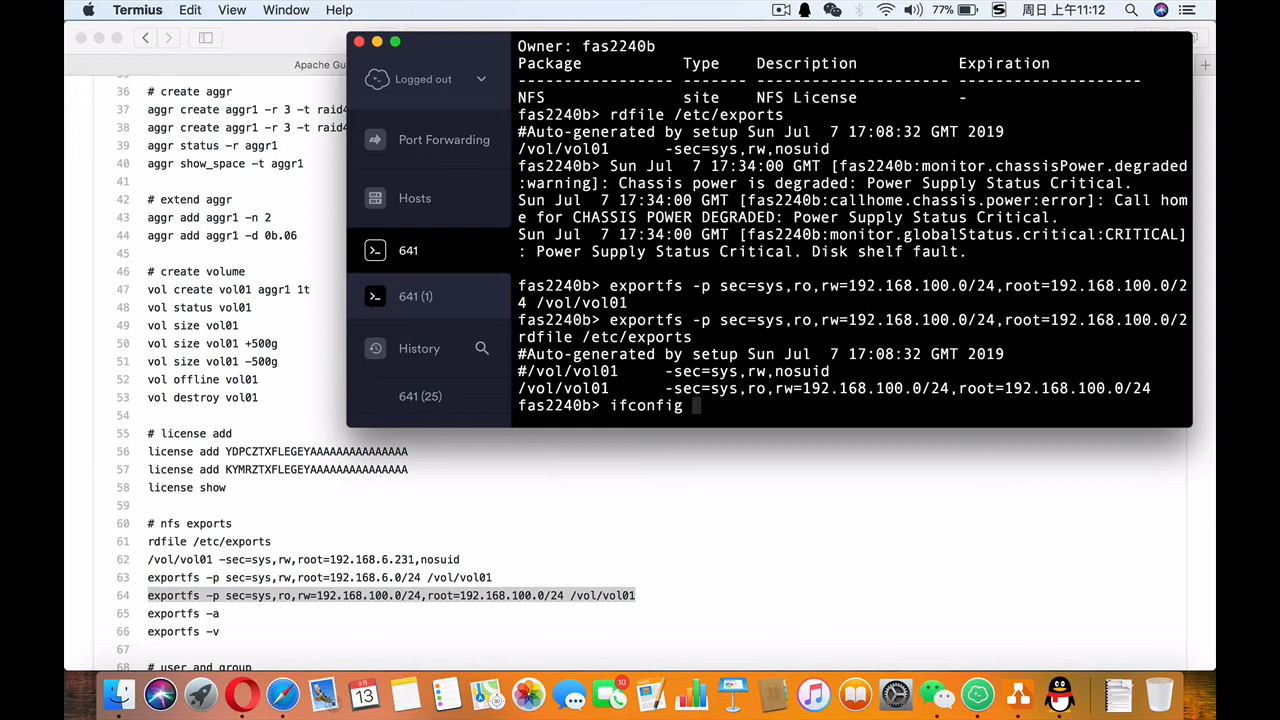 Termius Edit View Window Help
77% 周日 上午11:12
Apache Gu
Logged out
Port Forwarding
Hosts
641
641 (1)
History
641 (25)
Owner: fas2240b
Package Type Description Expiration
----------------- ------- --------------------- --------------------
NFS site NFS License -
fas2240b> rdfile /etc/exports
#Auto-generated by setup Sun Jul 7 17:08:32 GMT 2019
/vol/vol01 -sec=sys,rw,nosuid
fas2240b> Sun Jul 7 17:34:00 GMT [fas2240b:monitor.chassisPower.degraded
:warning]: Chassis power is degraded: Power Supply Status Critical.
Sun Jul 7 17:34:00 GMT [fas2240b:callhome.chassis.power:error]: Call hom
e for CHASSIS POWER DEGRADED: Power Supply Status Critical.
Sun Jul 7 17:34:00 GMT [fas2240b:monitor.globalStatus.critical:CRITICAL]
: Power Supply Status Critical. Disk shelf fault.
fas2240b> exportfs -p sec=sys,ro,rw=192.168.100.0/24,root=192.168.100.0/2
4 /vol/vol01
fas2240b> exportfs -p sec=sys,ro,rw=192.168.100.0/24,root=192.168.100.0/2
rdfile /etc/exports
#Auto-generated by setup Sun Jul 7 17:08:32 GMT 2019
#/vol/vol01 -sec=sys,rw,nosuid
/vol/vol01 -sec=sys,ro,rw=192.168.100.0/24,root=192.168.100.0/24
fas2240b> ifconfig
36 # create aggr
37 aggr create aggr1 -r 3 -t raid4
38 aggr create aggr1 -r 3 -t raid4
39 aggr status -r aggr1
40 aggr show_space -t aggr1
41
42 # extend aggr
43 aggr add aggr1 -n 2
44 aggr add aggr1 -d 0b.06
45
46 # create volume
47 vol create vol01 aggr1 1t
48 vol status vol01
49 vol size vol01
50 vol size vol01 +500g
51 vol size vol01 -500g
52 vol offline vol01
53 vol destroy vol01
54
55 # license add
56 license add YDPCZTXFLEGEYAAAAAAAAAAAAAAA
57 license add KYMRZTXFLEGEYAAAAAAAAAAAAAAA
58 license show
59
60 # nfs exports
61 rdfile /etc/exports
62 /vol/vol01 -sec=sys,rw,root=192.168.6.231,nosuid
63 exportfs -p sec=sys,rw,root=192.168.6.0/24 /vol/vol01
64 exportfs -p sec=sys,ro,rw=192.168.100.0/24,root=192.168.100.0/24 /vol/vol01
65 exportfs -a
66 exportfs -v
67
68 # user and group
9月
13
10